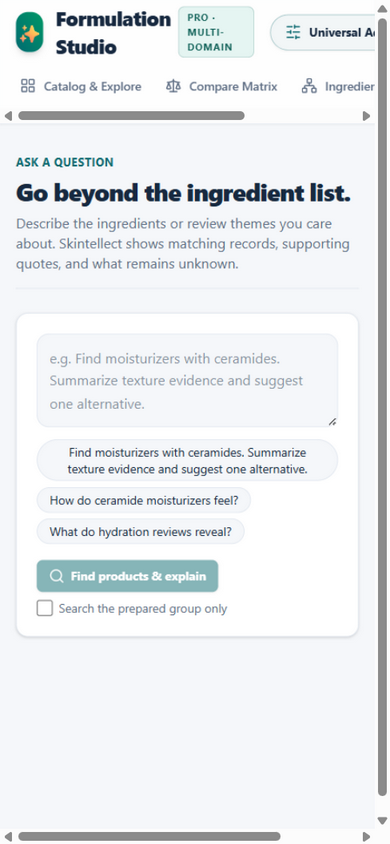 Formulation
Studio
PRO •
MULTI-
DOMAIN
Universal
Catalog & Explore
Compare Matrix
ASK A QUESTION
Go beyond the ingredient list.
Describe the ingredients or review themes you care
about. Skintellect shows matching records, supporting
quotes, and what remains unknown.
e.g. Find moisturizers with ceramides.
Summarize texture evidence and suggest
one alternative.
Find moisturizers with ceramides. Summarize
texture evidence and suggest one alternative.
How do ceramide moisturizers feel?
What do hydration reviews reveal?
Find products & explain
Search the prepared group only